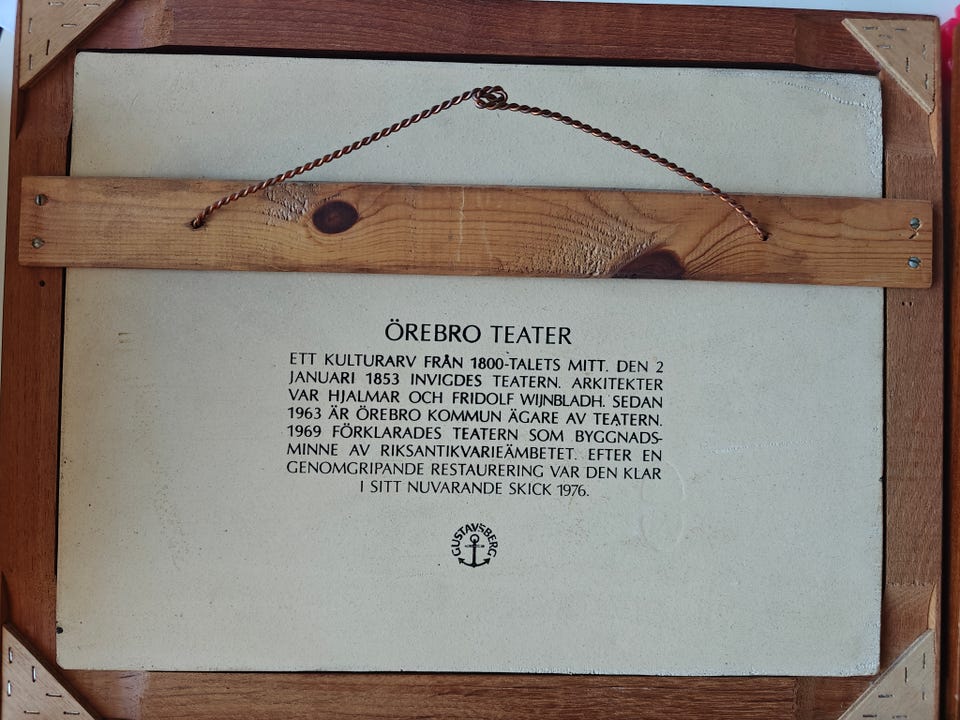 ÖREBRO TEATER
ETT KULTURARV FRÅN 1800-TALETS MITT. DEN 2
JANUARI 1853 INVIGDES TEATERN. ARKITEKTER
VAR HJALMAR OCH FRIDOLF WIJNBLADH. SEDAN
1963 ÄR ÖREBRO KOMMUN ÄGARE AV TEATERN.
1969 FÖRKLARADES TEATERN SOM BYGGNADS-
MINNE AV RIKSANTIKVARIEÄMBETET. EFTER EN
GENOMGRIPANDE RESTAURERING VAR DEN KLAR
I SITT NUVARANDE SKICK 1976.
GUSTAVSBERG